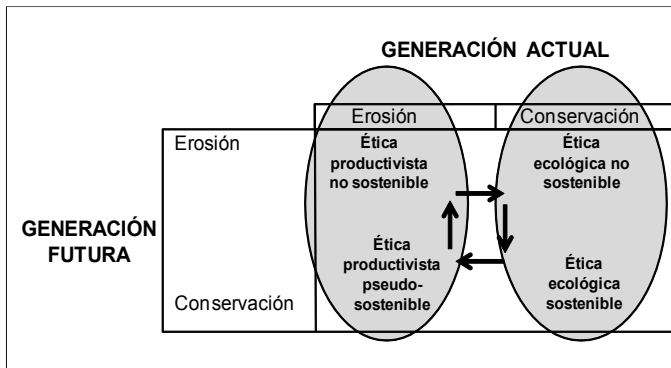 GENERACIÓN ACTUAL
Erosión
Conservación
Erosión
Ética
productivista
no sostenible
Ética
ecológica no
sostenible
GENERACIÓN
FUTURA
Conservación
Ética
productivista
pseudo-
sostenible
Ética
ecológica
sostenible